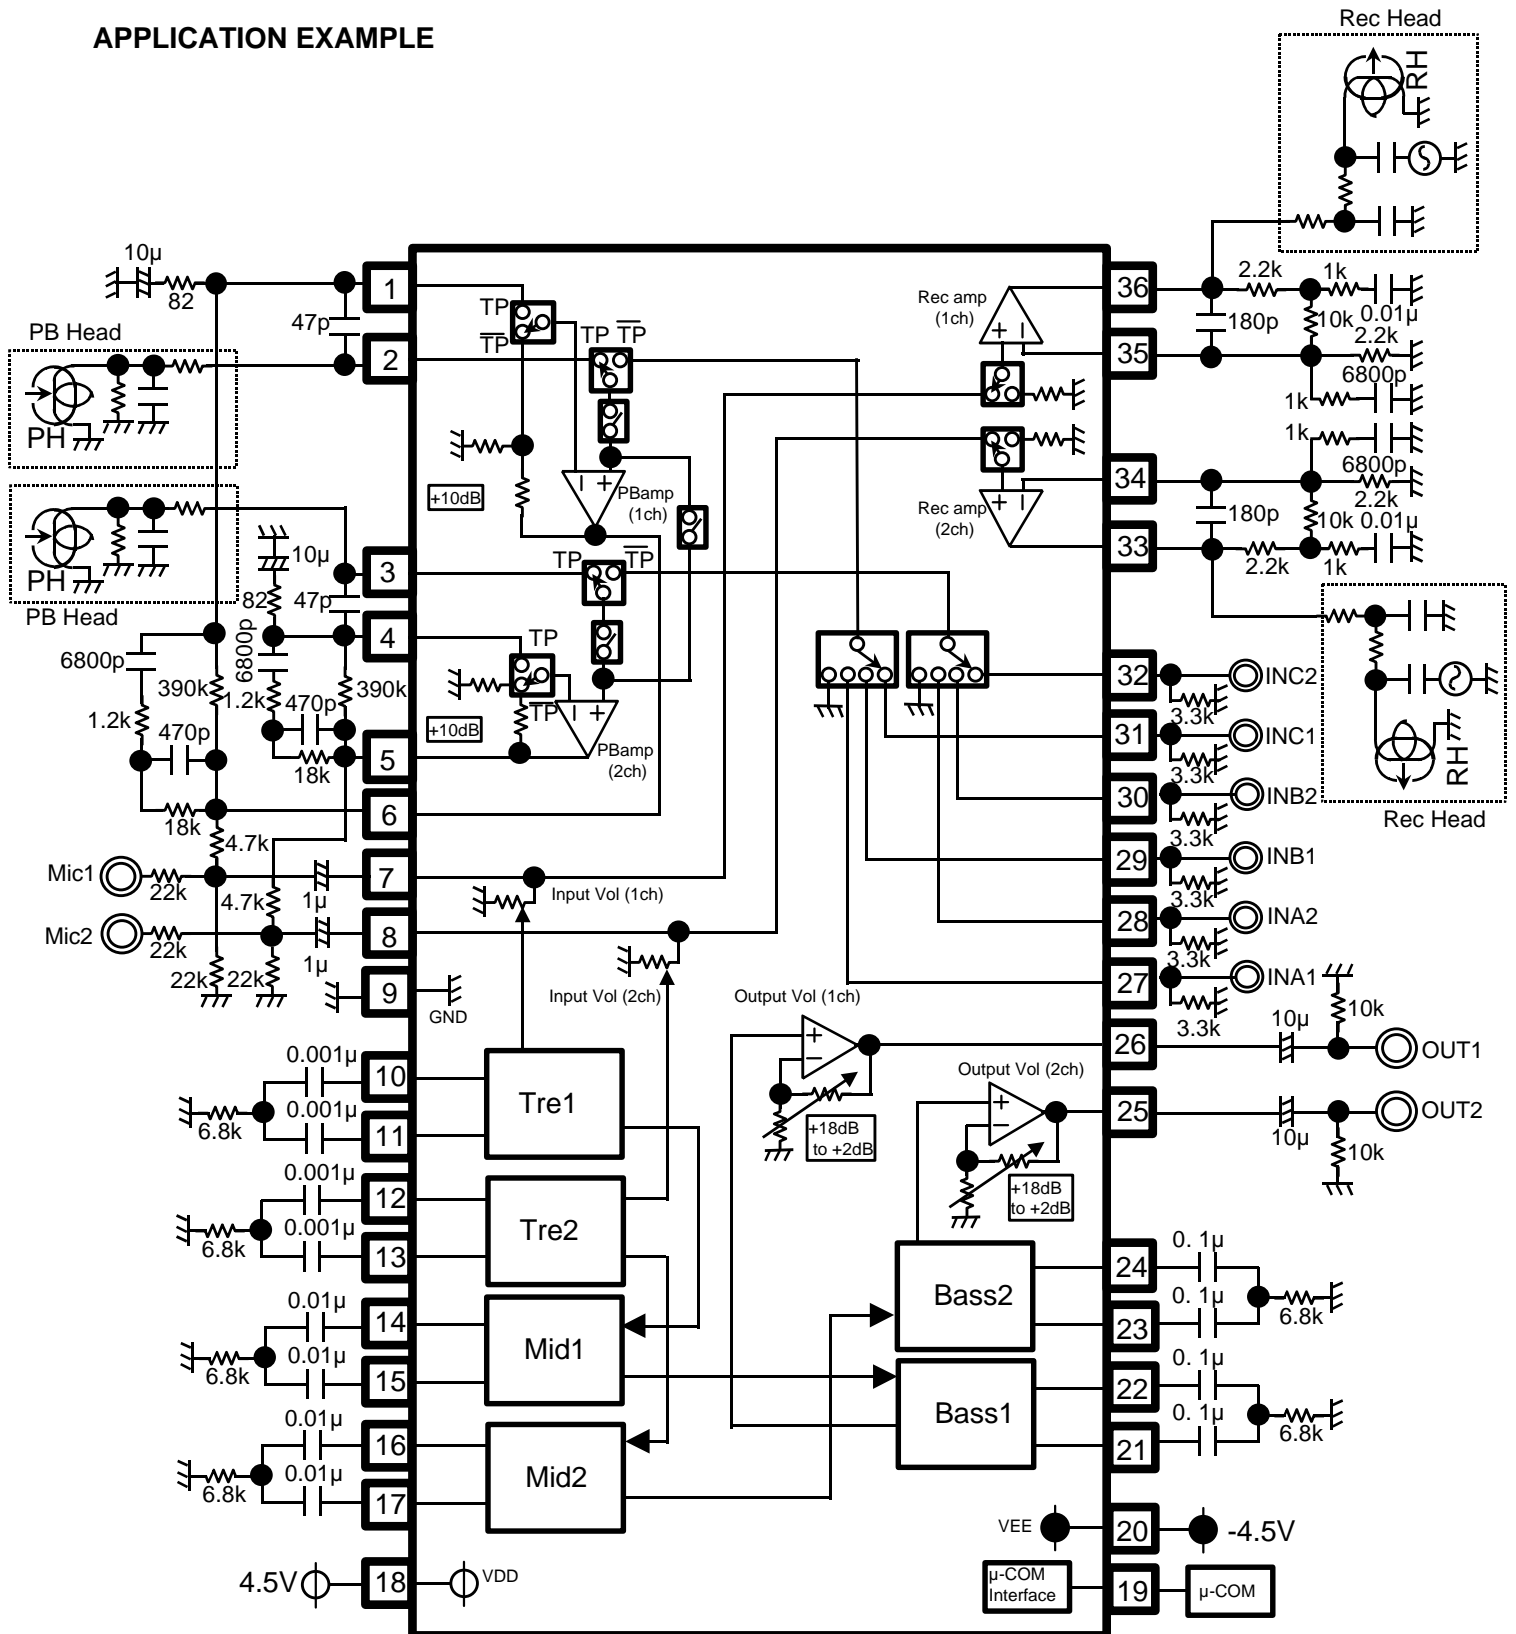 APPLICATION EXAMPLE
Rec Head
RH
10µ
82
47p
1
2
PB Head
PH
PH
PB Head
10µ
82
47p
3
4
6800p
390k
6800p
1.2k
390k
1.2k
470p
470p
18k
5
18k
6
4.7k
Mic1
22k
4.7k
1µ
7
Mic2
22k
1µ
8
22k
22k
9
GND
TP
TP
TP TP
+10dB
PBamp
(1ch)
TP TP
TP
TP
+10dB
PBamp
(2ch)
Rec amp
(1ch)
Rec amp
(2ch)
36
35
34
33
2.2k
1k
180p
10k
0.01µ
2.2k
6800p
1k
1k
6800p
2.2k
180p
10k
0.01µ
2.2k
1k
RH
Rec Head
32
INC2
3.3k
31
INC1
3.3k
30
INB2
3.3k
29
INB1
3.3k
28
INA2
3.3k
27
INA1
3.3k
Input Vol (1ch)
Input Vol (2ch)
Output Vol (1ch)
+18dB
to +2dB
Output Vol (2ch)
+18dB
to +2dB
26
10µ
10k
OUT1
25
10µ
10k
OUT2
0.001µ
10
0.001µ
6.8k
11
Tre1
0.001µ
12
0.001µ
6.8k
13
Tre2
0.01µ
14
0.01µ
6.8k
15
Mid1
0.01µ
16
0.01µ
6.8k
17
Mid2
Bass2
24
0. 1µ
0. 1µ
23
6.8k
Bass1
22
0. 1µ
0. 1µ
21
6.8k
4.5V
18
VDD
VEE
20
-4.5V
µ-COM
Interface
19
µ-COM